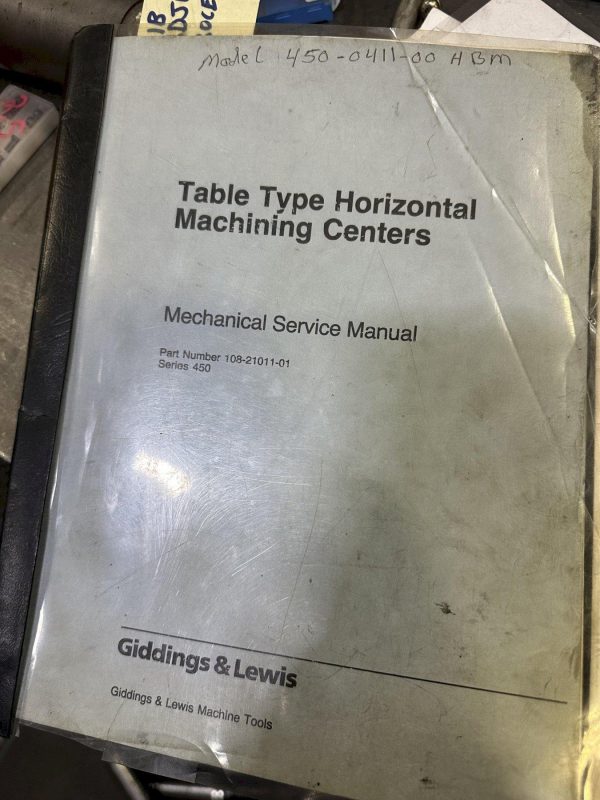 Model 450-0411-00 HBM
Table Type Horizontal
Machining Centers
Mechanical Service Manual
Part Number 108-21011-01
Series 450
Giddings & Lewis
Giddings & Lewis Machine Tools